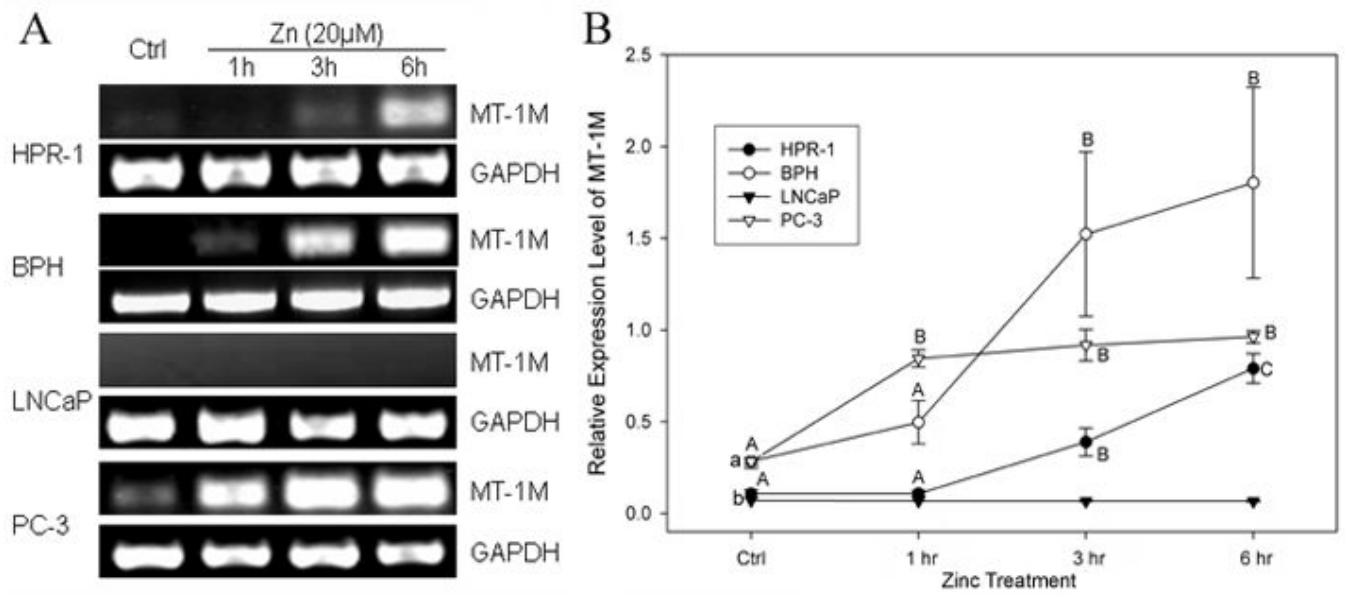 A
Ctrl
Zn (20μM)
1h 3h 6h
HPR-1
MT-1M
GAPDH
BPH
MT-1M
GAPDH
LNCaP
MT-1M
GAPDH
PC-3
MT-1M
GAPDH
B
Relative Expression Level of MT-1M
2.5
2.0
1.5
1.0
0.5
0.0
HPR-1
BPH
LNCaP
PC-3
B
B
B
B
B
A
C
A
a
A
A
B
b
Ctrl 1 hr 3 hr 6 hr
Zinc Treatment